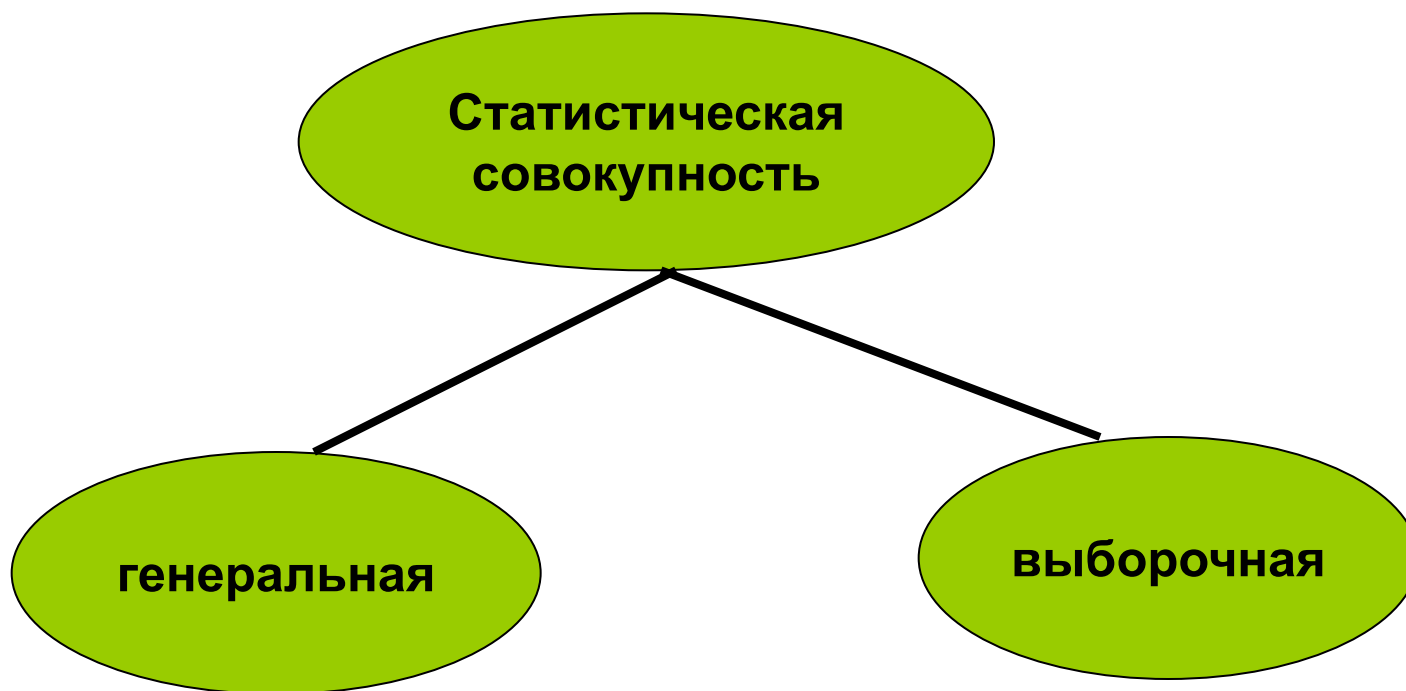 Статистическая
совокупность
генеральная
выборочная